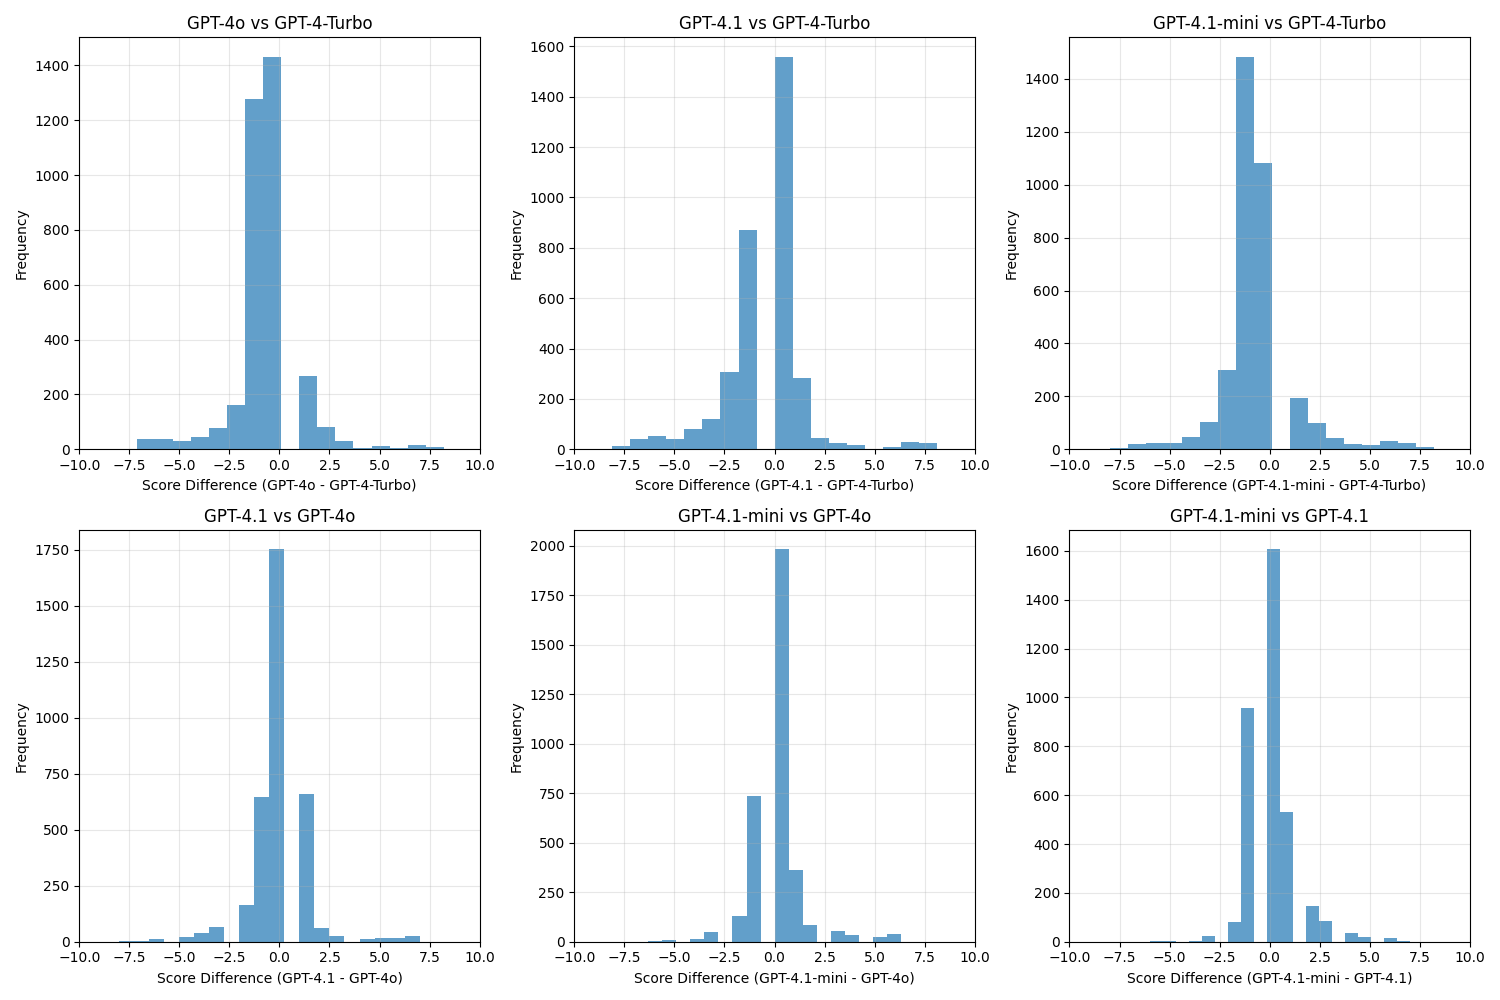 GPT-4o vs GPT-4-Turbo
GPT-4.1 vs GPT-4-Turbo
GPT-4.1-mini vs GPT-4-Turbo
Frequency
1400
1200
1000
800
600
400
200
0
−10.0 −7.5 −5.0 −2.5 0.0 2.5 5.0 7.5 10.0
Score Difference (GPT-4o - GPT-4-Turbo)
Frequency
1600
1400
1200
1000
800
600
400
200
0
−10.0 −7.5 −5.0 −2.5 0.0 2.5 5.0 7.5 10.0
Score Difference (GPT-4.1 - GPT-4-Turbo)
Frequency
1400
1200
1000
800
600
400
200
0
−10.0 −7.5 −5.0 −2.5 0.0 2.5 5.0 7.5 10.0
Score Difference (GPT-4.1-mini - GPT-4-Turbo)
GPT-4.1 vs GPT-4o
GPT-4.1-mini vs GPT-4o
GPT-4.1-mini vs GPT-4.1
Frequency
1750
1500
1250
1000
750
500
250
0
−10.0 −7.5 −5.0 −2.5 0.0 2.5 5.0 7.5 10.0
Score Difference (GPT-4.1 - GPT-4o)
Frequency
2000
1750
1500
1250
1000
750
500
250
0
−10.0 −7.5 −5.0 −2.5 0.0 2.5 5.0 7.5 10.0
Score Difference (GPT-4.1-mini - GPT-4o)
Frequency
1600
1400
1200
1000
800
600
400
200
0
−10.0 −7.5 −5.0 −2.5 0.0 2.5 5.0 7.5 10.0
Score Difference (GPT-4.1-mini - GPT-4.1)